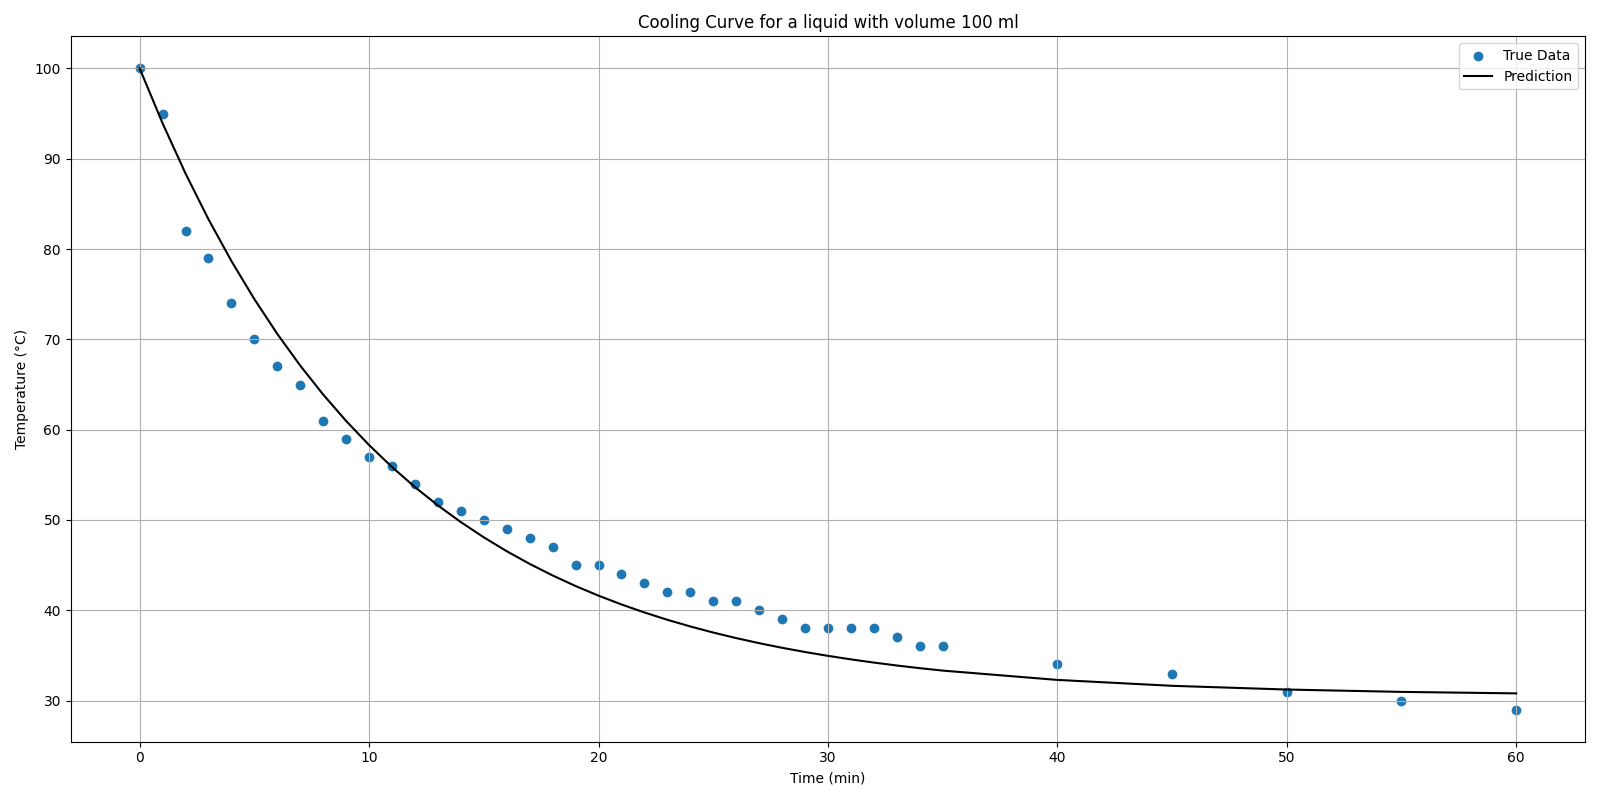 Cooling Curve for a liquid with volume 100 ml
True Data
Prediction
100
90
80
70
60
50
40
30
Temperature (°C)
0 10 20 30 40 50 60
Time (min)